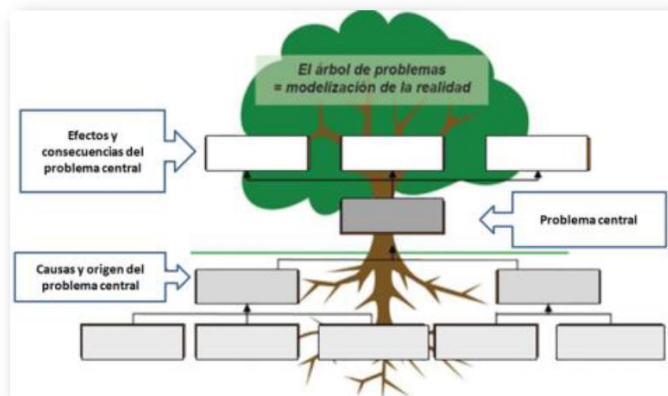 El árbol de problemas
= modelización de la realidad
Efectos y
consecuencias del
problema central
Problema central
Causas y origen del
problema central